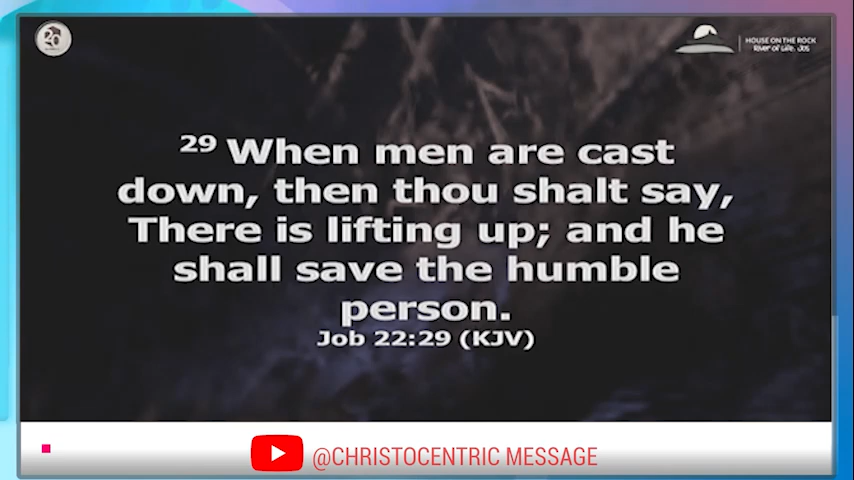 20
HOUSE ON THE ROCK
River of Life, Jos
29 When men are cast
down, then thou shalt say,
There is lifting up; and he
shall save the humble
person.
Job 22:29 (KJV)
@CHRISTOCENTRIC MESSAGE